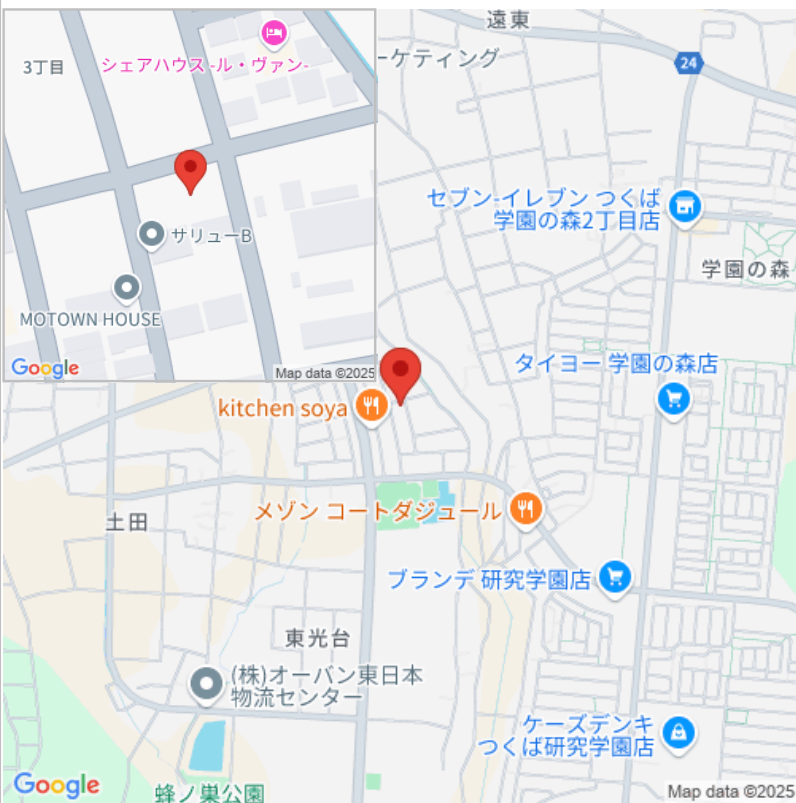 3丁目
シェアハウス -ル・ヴァン-
サリューB
MOTOWN HOUSE
Google
Map data ©2025
遠東
ーケティング
24
セブン-イレブン つくば
学園の森2丁目店
学園の森
タイヨー 学園の森店
kitchen soya
メゾン コートダジュール
土田
ブランデ 研究学園店
東光台
(株)オーバン東日本
物流センター
ケーズデンキ
つくば研究学園店
蜂ノ巣公園
Google
Map data ©2025